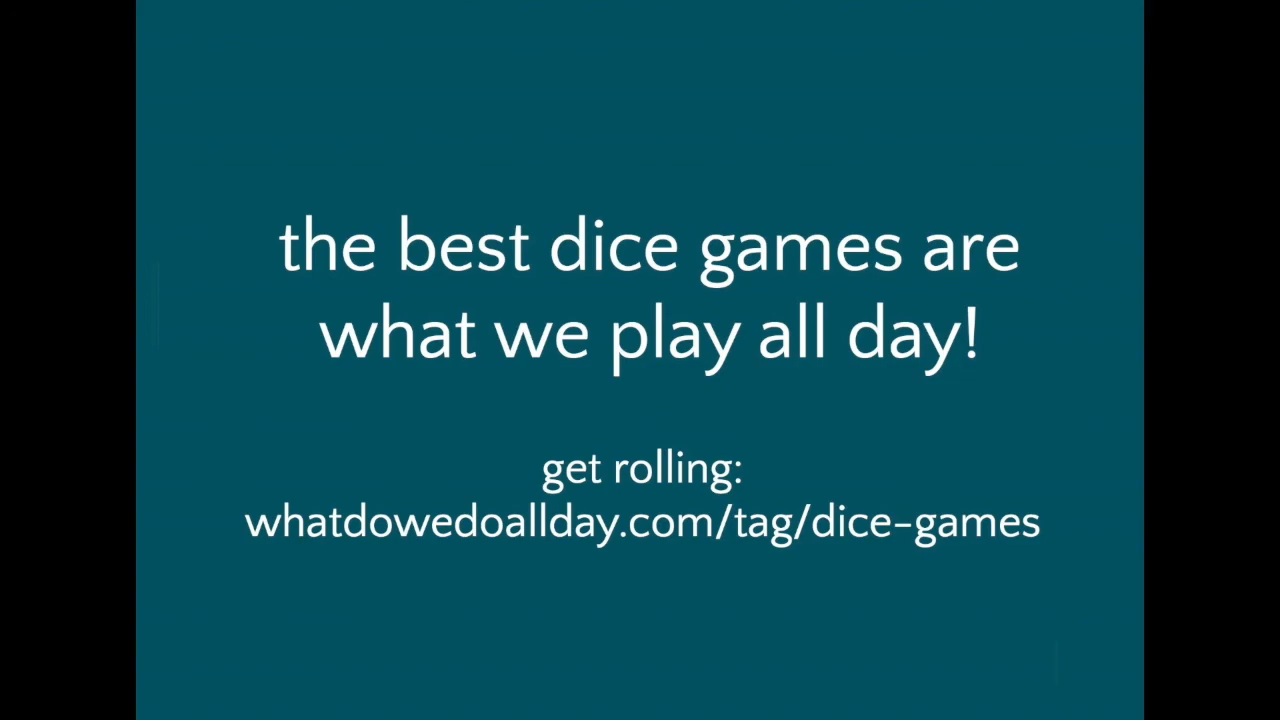 the best dice games are
what we play all day!
get rolling:
whatdowedoallday.com/tag/dice-games